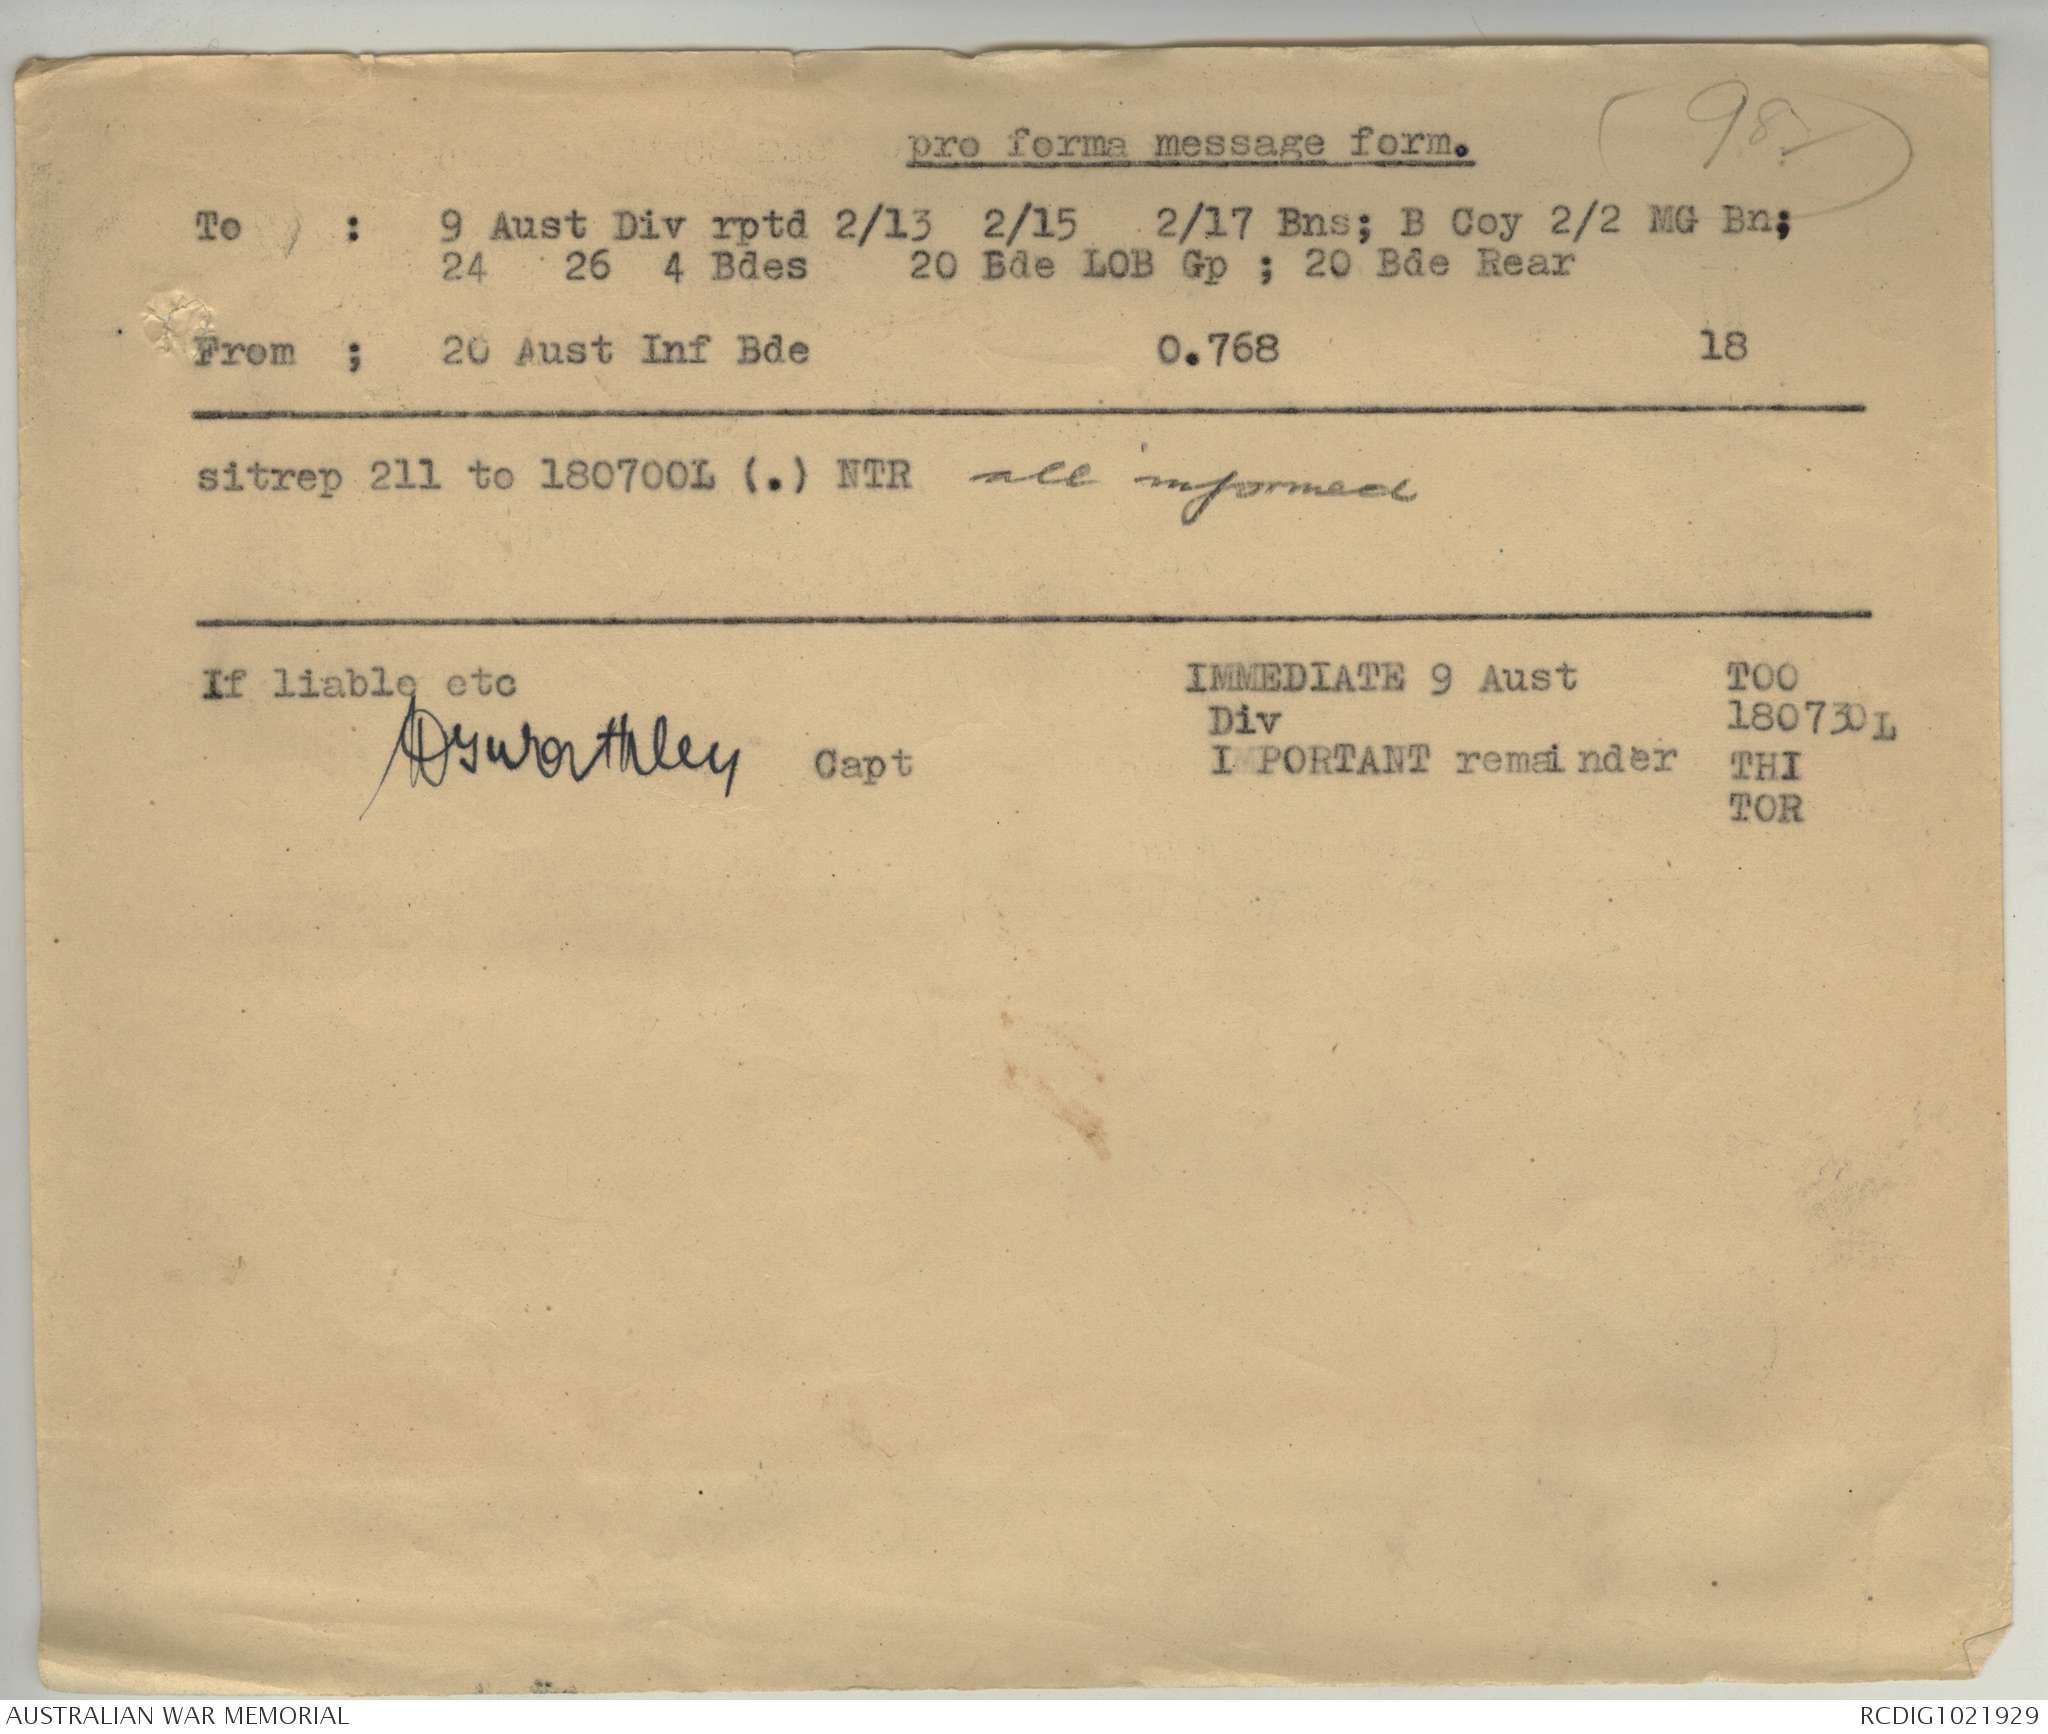 98
pro forma message form.
To : 9 Aust Div rptd 2/13 2/15 2/17 Bns; B Coy 2/2 MG Bn;
24 26 4 Bdes 20 Bde LOB Gp ; 20 Bde Rear
From ; 20 Aust Inf Bde 0.768 18
sitrep 211 to 180700L (.) NTR all informed
If liable etc IMMEDIATE 9 Aust TOO
Div 180730L
Capt IMPORTANT remainder THI
TOR
AUSTRALIAN WAR MEMORIAL RCDIG1021929